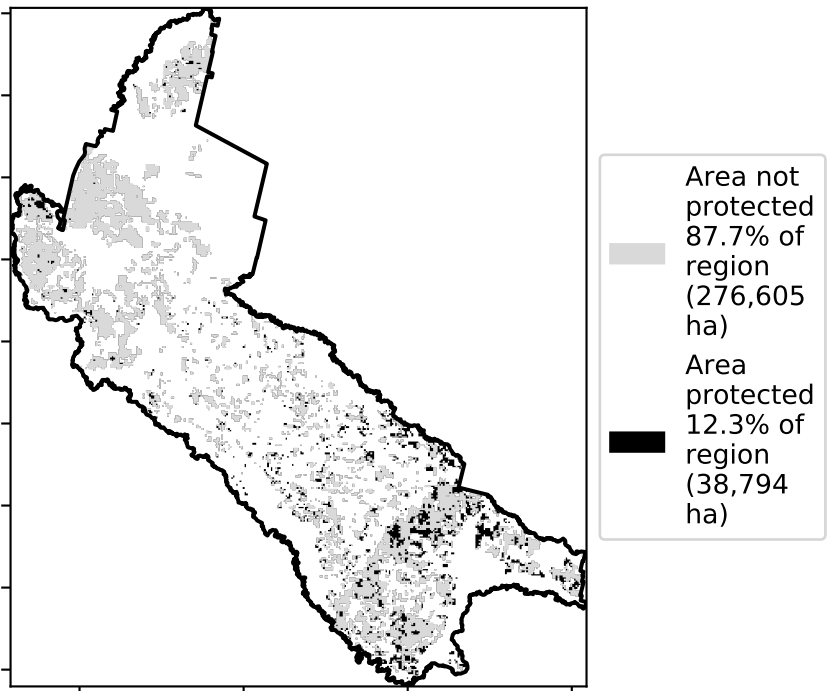 Area not
protected
87.7% of
region
(276,605
ha)
Area
protected
12.3% of
region
(38,794
ha)